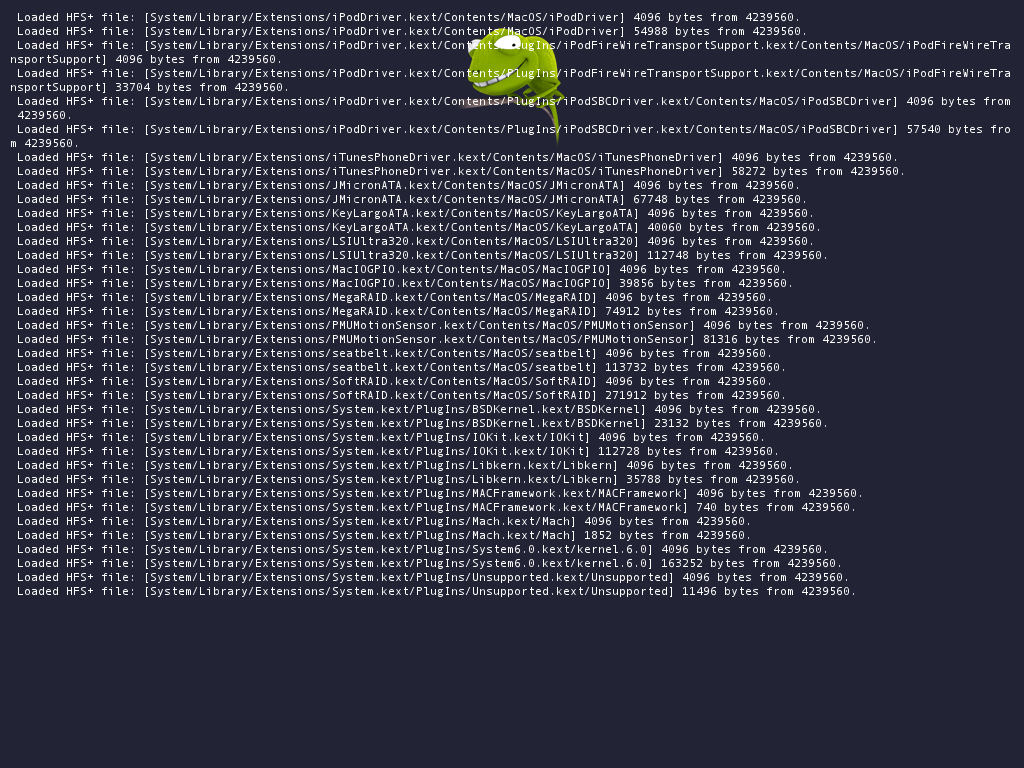 Loaded HFS+ file: [System/Library/Extensions/iPodDriver.kext/Contents/MacOS/iPodDriver] 4096 bytes from 4239560.
Loaded HFS+ file: [System/Library/Extensions/iPodDriver.kext/Contents/MacOS/iPodDriver] 54988 bytes from 4239560.
Loaded HFS+ file: [System/Library/Extensions/iPodDriver.kext/Contents/PlugIns/iPodFireWireTransportSupport.kext/Contents/MacOS/iPodFireWireTra
nsportSupport] 4096 bytes from 4239560.
Loaded HFS+ file: [System/Library/Extensions/iPodDriver.kext/Contents/PlugIns/iPodFireWireTransportSupport.kext/Contents/MacOS/iPodFireWireTra
nsportSupport] 33704 bytes from 4239560.
Loaded HFS+ file: [System/Library/Extensions/iPodDriver.kext/Contents/PlugIns/iPodSBCDriver.kext/Contents/MacOS/iPodSBCDriver] 4096 bytes from
4239560.
Loaded HFS+ file: [System/Library/Extensions/iPodDriver.kext/Contents/PlugIns/iPodSBCDriver.kext/Contents/MacOS/iPodSBCDriver] 57540 bytes fro
m 4239560.
Loaded HFS+ file: [System/Library/Extensions/iTunesPhoneDriver.kext/Contents/MacOS/iTunesPhoneDriver] 4096 bytes from 4239560.
Loaded HFS+ file: [System/Library/Extensions/iTunesPhoneDriver.kext/Contents/MacOS/iTunesPhoneDriver] 58272 bytes from 4239560.
Loaded HFS+ file: [System/Library/Extensions/JMicronATA.kext/Contents/MacOS/JMicronATA] 4096 bytes from 4239560.
Loaded HFS+ file: [System/Library/Extensions/JMicronATA.kext/Contents/MacOS/JMicronATA] 67748 bytes from 4239560.
Loaded HFS+ file: [System/Library/Extensions/KeyLargoATA.kext/Contents/MacOS/KeyLargoATA] 4096 bytes from 4239560.
Loaded HFS+ file: [System/Library/Extensions/KeyLargoATA.kext/Contents/MacOS/KeyLargoATA] 40060 bytes from 4239560.
Loaded HFS+ file: [System/Library/Extensions/LSIUltra320.kext/Contents/MacOS/LSIUltra320] 4096 bytes from 4239560.
Loaded HFS+ file: [System/Library/Extensions/LSIUltra320.kext/Contents/MacOS/LSIUltra320] 112748 bytes from 4239560.
Loaded HFS+ file: [System/Library/Extensions/MacIOGPIO.kext/Contents/MacOS/MacIOGPIO] 4096 bytes from 4239560.
Loaded HFS+ file: [System/Library/Extensions/MacIOGPIO.kext/Contents/MacOS/MacIOGPIO] 39856 bytes from 4239560.
Loaded HFS+ file: [System/Library/Extensions/MegaRAID.kext/Contents/MacOS/MegaRAID] 4096 bytes from 4239560.
Loaded HFS+ file: [System/Library/Extensions/MegaRAID.kext/Contents/MacOS/MegaRAID] 74912 bytes from 4239560.
Loaded HFS+ file: [System/Library/Extensions/PMUMotionSensor.kext/Contents/MacOS/PMUMotionSensor] 4096 bytes from 4239560.
Loaded HFS+ file: [System/Library/Extensions/PMUMotionSensor.kext/Contents/MacOS/PMUMotionSensor] 81316 bytes from 4239560.
Loaded HFS+ file: [System/Library/Extensions/seatbelt.kext/Contents/MacOS/seatbelt] 4096 bytes from 4239560.
Loaded HFS+ file: [System/Library/Extensions/seatbelt.kext/Contents/MacOS/seatbelt] 113732 bytes from 4239560.
Loaded HFS+ file: [System/Library/Extensions/SoftRAID.kext/Contents/MacOS/SoftRAID] 4096 bytes from 4239560.
Loaded HFS+ file: [System/Library/Extensions/SoftRAID.kext/Contents/MacOS/SoftRAID] 271912 bytes from 4239560.
Loaded HFS+ file: [System/Library/Extensions/System.kext/PlugIns/BSDKernel.kext/BSDKernel] 4096 bytes from 4239560.
Loaded HFS+ file: [System/Library/Extensions/System.kext/PlugIns/BSDKernel.kext/BSDKernel] 23132 bytes from 4239560.
Loaded HFS+ file: [System/Library/Extensions/System.kext/PlugIns/IOKit.kext/IOKit] 4096 bytes from 4239560.
Loaded HFS+ file: [System/Library/Extensions/System.kext/PlugIns/IOKit.kext/IOKit] 112728 bytes from 4239560.
Loaded HFS+ file: [System/Library/Extensions/System.kext/PlugIns/Libkern.kext/Libkern] 4096 bytes from 4239560.
Loaded HFS+ file: [System/Library/Extensions/System.kext/PlugIns/Libkern.kext/Libkern] 35788 bytes from 4239560.
Loaded HFS+ file: [System/Library/Extensions/System.kext/PlugIns/MACFramework.kext/MACFramework] 4096 bytes from 4239560.
Loaded HFS+ file: [System/Library/Extensions/System.kext/PlugIns/MACFramework.kext/MACFramework] 740 bytes from 4239560.
Loaded HFS+ file: [System/Library/Extensions/System.kext/PlugIns/Mach.kext/Mach] 4096 bytes from 4239560.
Loaded HFS+ file: [System/Library/Extensions/System.kext/PlugIns/Mach.kext/Mach] 1852 bytes from 4239560.
Loaded HFS+ file: [System/Library/Extensions/System.kext/PlugIns/System6.0.kext/kernel.6.0] 4096 bytes from 4239560.
Loaded HFS+ file: [System/Library/Extensions/System.kext/PlugIns/System6.0.kext/kernel.6.0] 163252 bytes from 4239560.
Loaded HFS+ file: [System/Library/Extensions/System.kext/PlugIns/Unsupported.kext/Unsupported] 4096 bytes from 4239560.
Loaded HFS+ file: [System/Library/Extensions/System.kext/PlugIns/Unsupported.kext/Unsupported] 11496 bytes from 4239560.